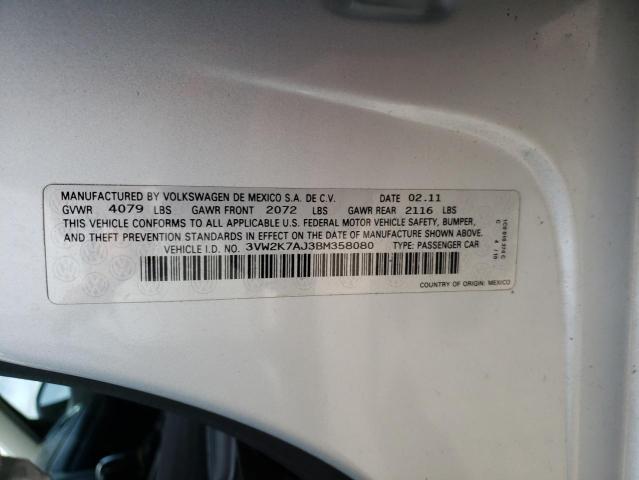 MANUFACTURED BY VOLKSWAGEN DE MEXICO S.A. DE C.V. DATE 02.11
GVWR 4079 LBS GAWR FRONT 2072 LBS GAWR REAR 2116 LBS
THIS VEHICLE CONFORMS TO ALL APPLICABLE U.S. FEDERAL MOTOR VEHICLE SAFETY, BUMPER,
AND THEFT PREVENTION STANDARDS IN EFFECT ON THE DATE OF MANUFACTURE SHOWN ABOVE.
VEHICLE I.D. NO. 3VW2K7AJ3BM358080 TYPE: PASSENGER CAR
COUNTRY OF ORIGIN: MEXICO